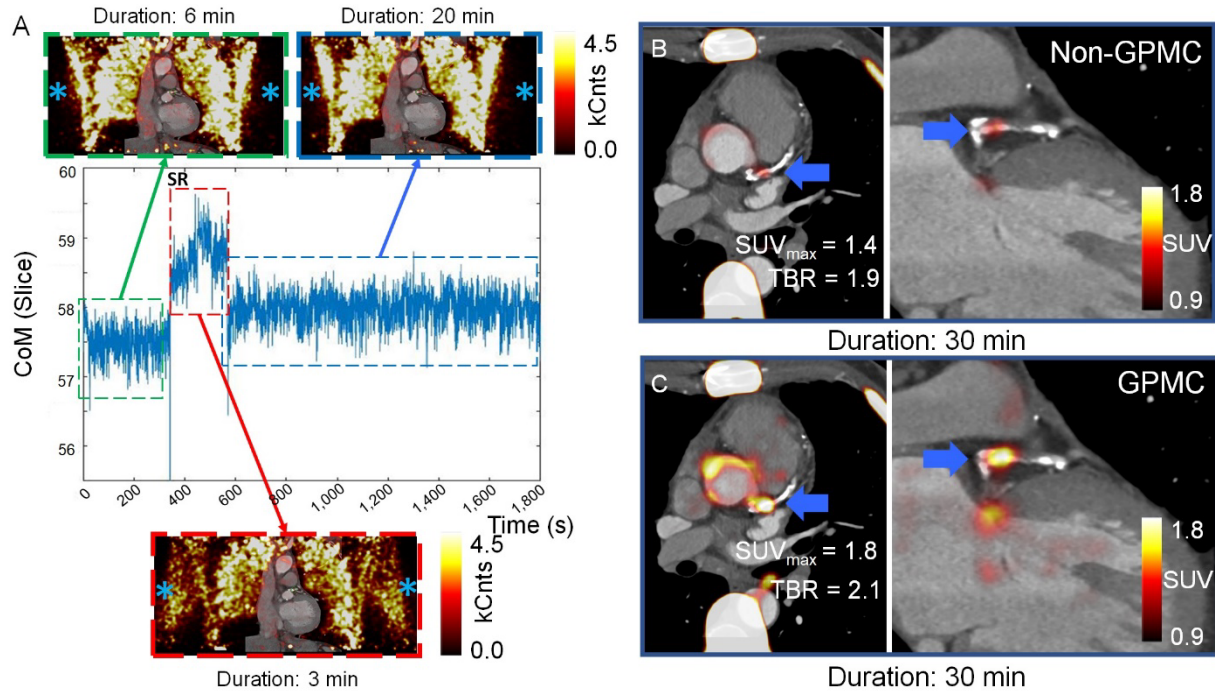 A
Duration: 6 min
Duration: 20 min
*
*
*
*
4.5
kCnts
0.0
SR
60
59
58
57
56
CoM (Slice)
0
200
400
600
800
1,000
1,200
1,400
1,600
1,800
Time (s)
*
*
4.5
kCnts
0.0
Duration: 3 min
B
Non-GPMC
SUVmax = 1.4
TBR = 1.9
1.8
SUV
0.9
Duration: 30 min
C
GPMC
SUVmax = 1.8
TBR = 2.1
1.8
SUV
0.9
Duration: 30 min